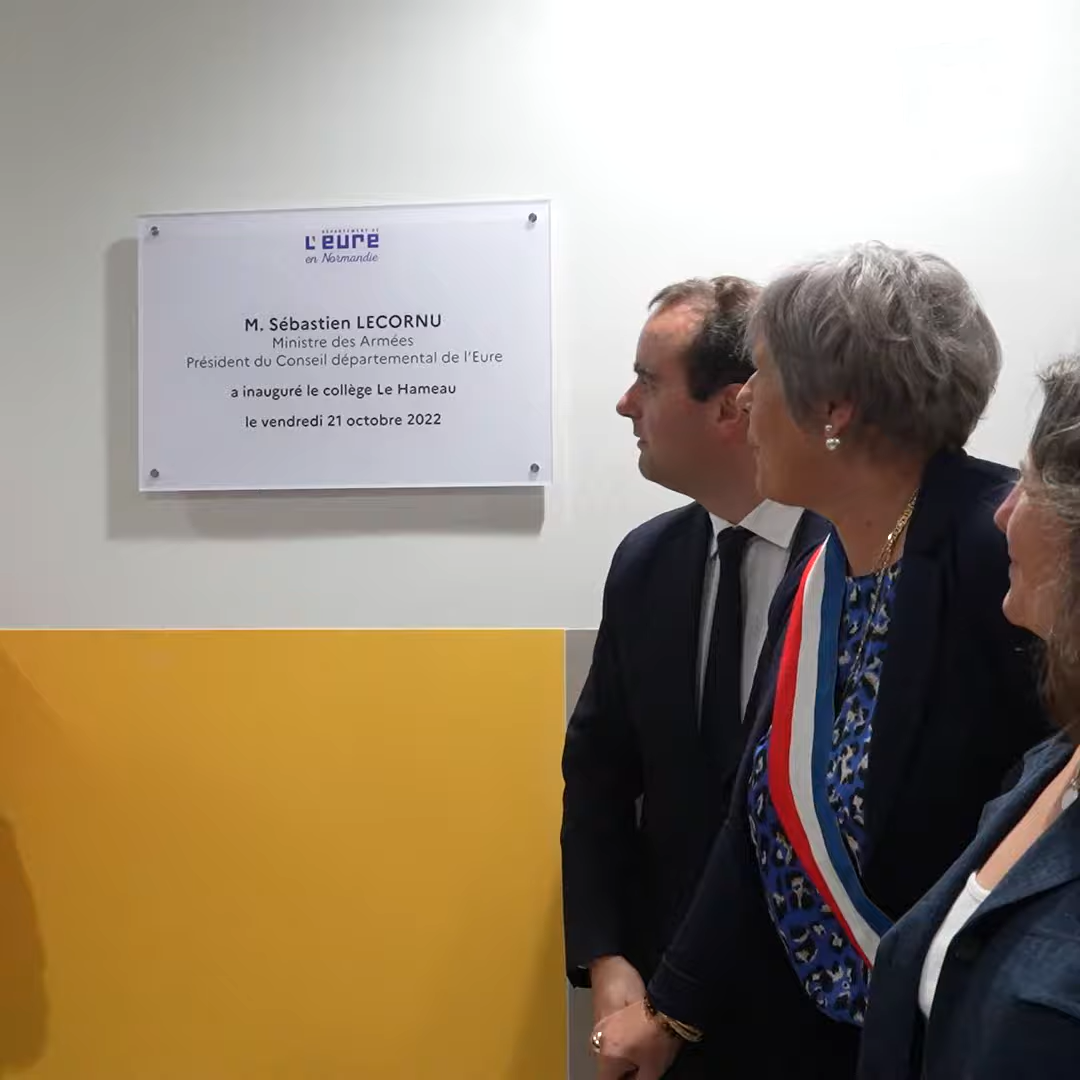 DÉPARTEMENT DE
L'eure
en Normandie
M. Sébastien LECORNU
Ministre des Armées
Président du Conseil départemental de l'Eure
a inauguré le collège Le Hameau
le vendredi 21 octobre 2022